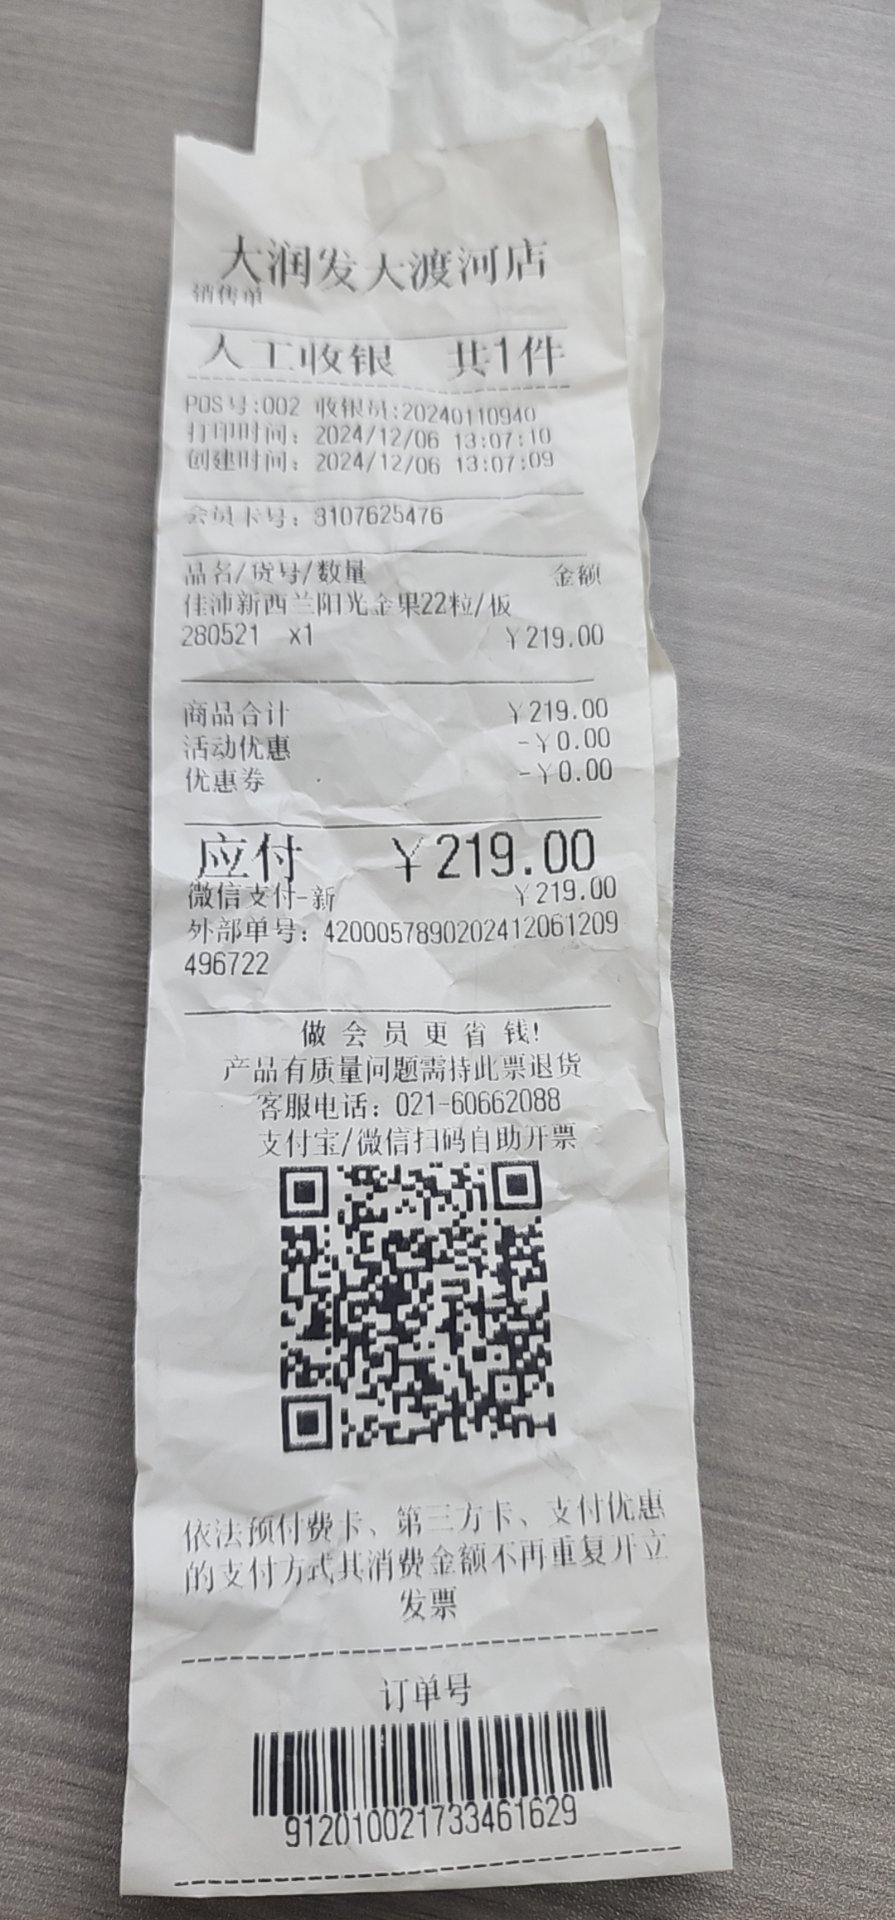 大润发大渡河店
销售单
人工收银 共1件
POS号:002 收银员:20240110940
打印时间: 2024/12/06 13:07:10
创建时间: 2024/12/06 13:07:09
会员卡号: 3107625476
品名/货号/数量 金额
佳沛新西兰阳光金果22粒/板
280521 x1 ¥219.00
商品合计 ¥219.00
活动优惠 -¥0.00
优惠券 -¥0.00
应付 ¥219.00
微信支付-新 ¥219.00
外部单号: 4200057890202412061209
496722
做会员更省钱!
产品有质量问题需持此票退货
客服电话: 021-60662088
支付宝/微信扫码自助开票
依法预付费卡、第三方卡、支付优惠
的支付方式其消费金额不再重复开立
发票
订单号
912010021733461629